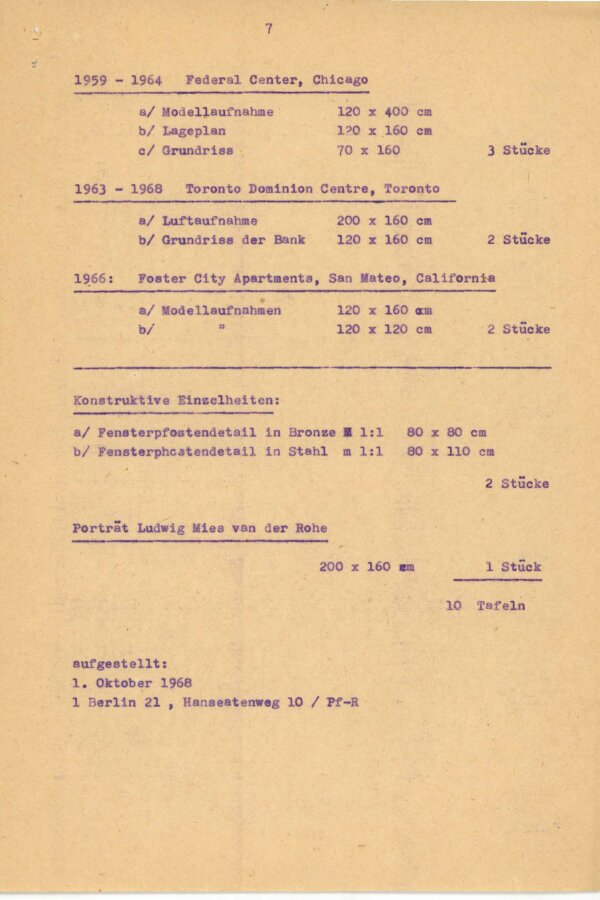 7
1959 - 1964 Federal Center, Chicago
a/ Modellaufnahme 120 x 400 cm
b/ Lageplan 120 x 160 cm
c/ Grundriss 70 x 160 3 Stücke
1963 - 1968 Toronto Dominion Centre, Toronto
a/ Luftaufnahme 200 x 160 cm
b/ Grundriss der Bank 120 x 160 cm 2 Stücke
1966: Foster City Apartments, San Mateo, California
a/ Modellaufnahmen 120 x 160 cm
b/ " 120 x 120 cm 2 Stücke
Konstruktive Einzelheiten:
a/ Fensterpfostendetail in Bronze M 1:1 80 x 80 cm
b/ Fensterphostendetail in Stahl m 1:1 80 x 110 cm
2 Stücke
Porträt Ludwig Mies van der Rohe
200 x 160 cm 1 Stück
10 Tafeln
aufgestellt:
1. Oktober 1968
1 Berlin 21 , Hanseatenweg 10 / Pf-R